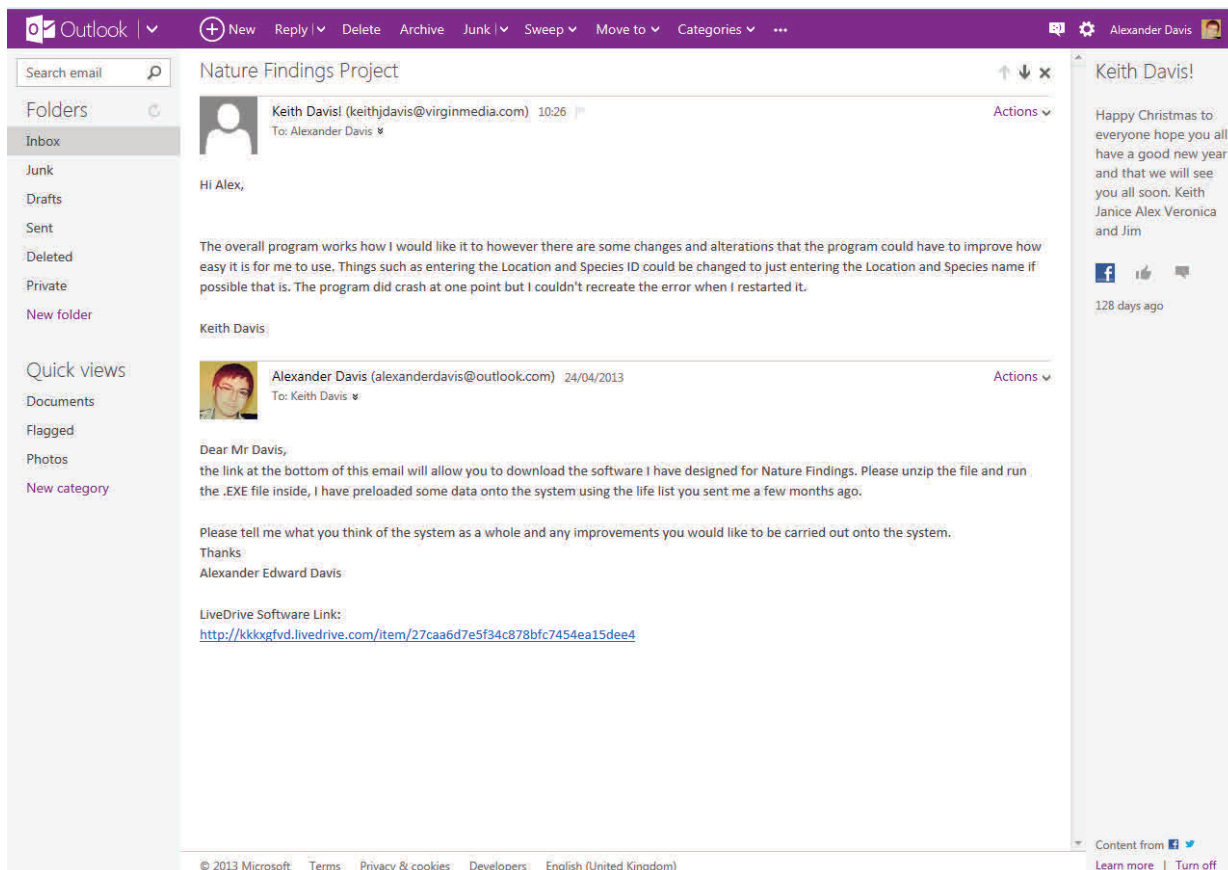 Outlook
New Reply Delete Archive Junk Sweep Move to Categories ...
Alexander Davis
Search email
Folders
Inbox
Junk
Drafts
Sent
Deleted
Private
New folder
Quick views
Documents
Flagged
Photos
New category
Nature Findings Project
Keith Davis! (keithjdavis@virginmedia.com) 10:26
Actions
To: Alexander Davis
Hi Alex,
The overall program works how I would like it to however there are some changes and alterations that the program could have to improve how
easy it is for me to use. Things such as entering the Location and Species ID could be changed to just entering the Location and Species name if
possible that is. The program did crash at one point but I couldn't recreate the error when I restarted it.
Keith Davis
Alexander Davis (alexanderdavis@outlook.com) 24/04/2013
Actions
To: Keith Davis
Dear Mr Davis,
the link at the bottom of this email will allow you to download the software I have designed for Nature Findings. Please unzip the file and run
the .EXE file inside, I have preloaded some data onto the system using the life list you sent me a few months ago.
Please tell me what you think of the system as a whole and any improvements you would like to be carried out onto the system.
Thanks
Alexander Edward Davis
LiveDrive Software Link:
http://kkkxgfvd.livedrive.com/item/27caa6d7e5f34c878bfc7454ea15dee4
Keith Davis!
Happy Christmas to
everyone hope you all
have a good new year
and that we will see
you all soon. Keith
Janice Alex Veronica
and Jim
128 days ago
Content from
Learn more | Turn off
© 2013 Microsoft Terms Privacy & cookies Developers English (United Kingdom)